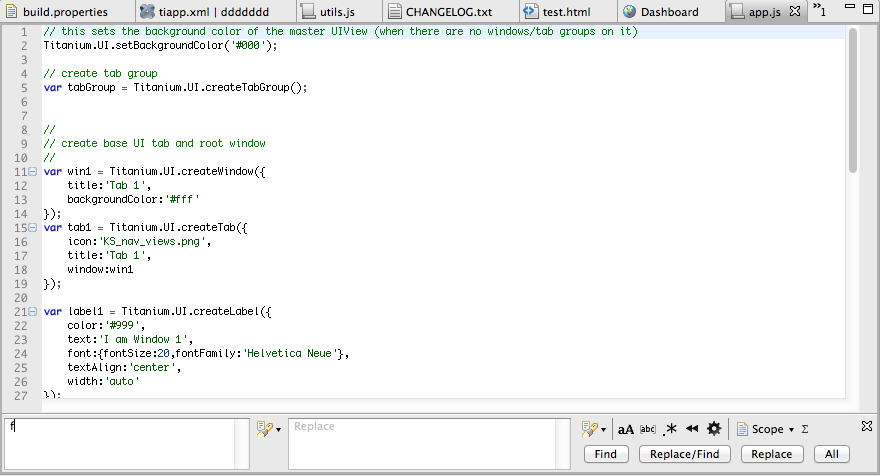 build.properties
tiapp.xml | ddddddd
utils.js
CHANGELOG.txt
test.html
Dashboard
app.js
»1
1 // this sets the background color of the master UIView (when there are no windows/tab groups on it)
2 Titanium.UI.setBackgroundColor('#000');
3
4 // create tab group
5 var tabGroup = Titanium.UI.createTabGroup();
6
7
8 //
9 // create base UI tab and root window
10 //
11 var win1 = Titanium.UI.createWindow({
12 title:'Tab 1',
13 backgroundColor:'#fff'
14 });
15 var tab1 = Titanium.UI.createTab({
16 icon:'KS_nav_views.png',
17 title:'Tab 1',
18 window:win1
19 });
20
21 var label1 = Titanium.UI.createLabel({
22 color:'#999',
23 text:'I am Window 1',
24 font:{fontSize:20,fontFamily:'Helvetica Neue'},
25 textAlign:'center',
26 width:'auto'
27 });
f
Replace
aA
abc
.*
Scope
Σ
Find
Replace/Find
Replace
All